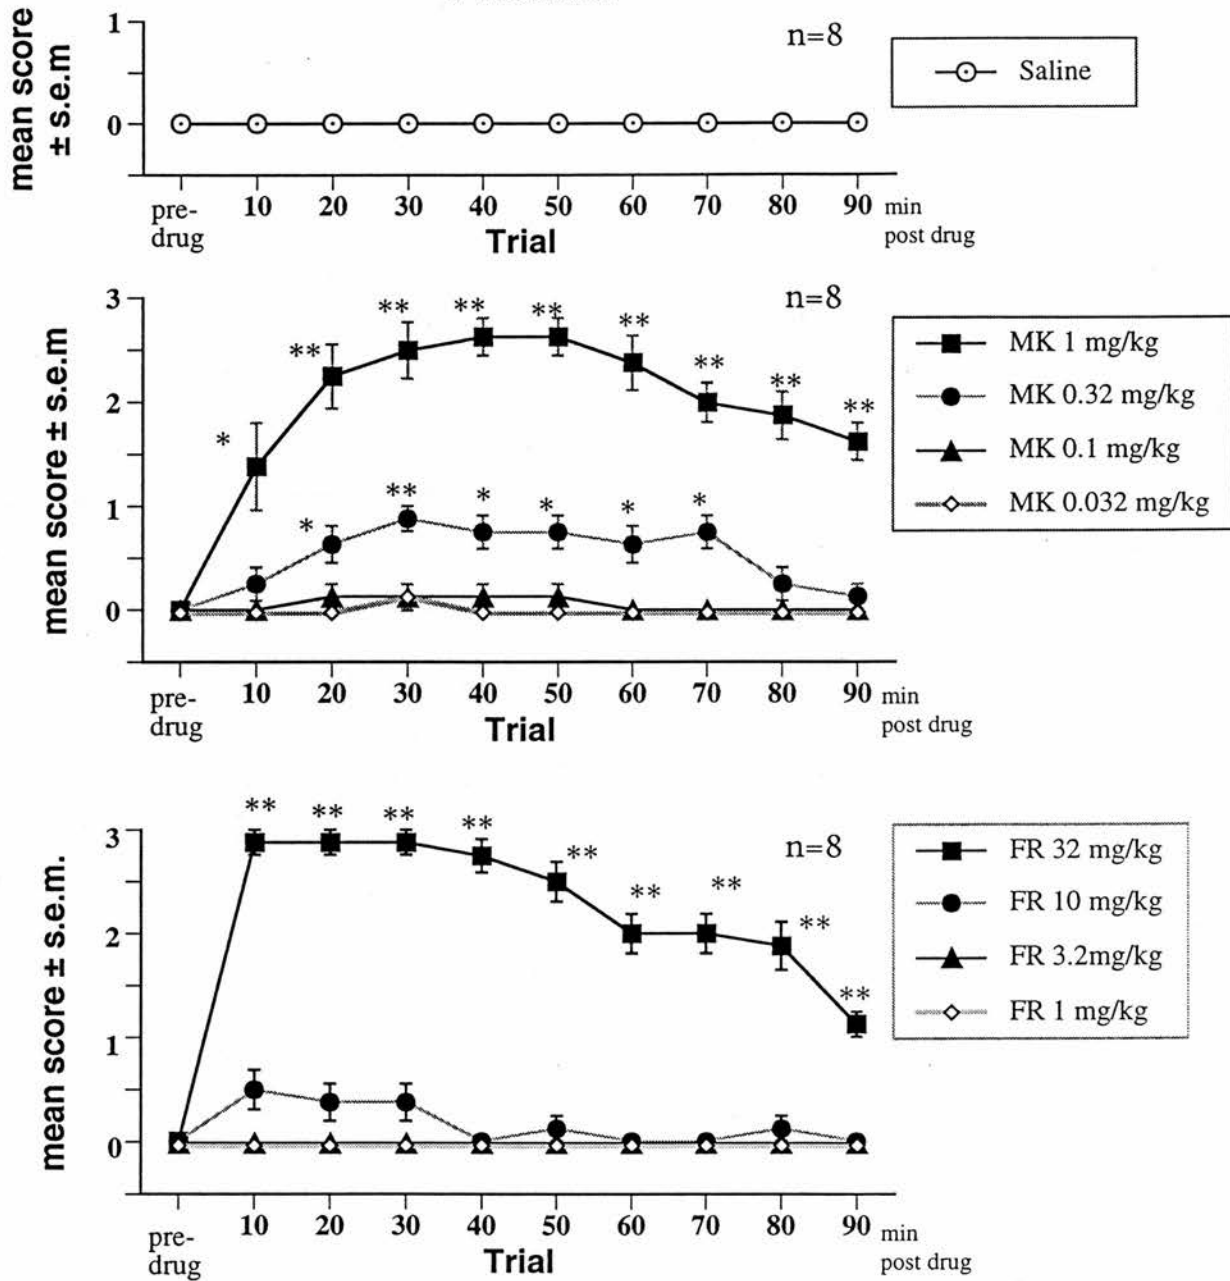 1
n=8
Saline
mean score
± s.e.m
0
pre-drug 10 20 30 40 50 60 70 80 90 min post drug
Trial
3
** ** ** ** n=8
** **
2 **
* **
1
** * * * *
*
0
mean score ± s.e.m
MK 1 mg/kg
MK 0.32 mg/kg
MK 0.1 mg/kg
MK 0.032 mg/kg
pre-drug 10 20 30 40 50 60 70 80 90 min post drug
Trial
** ** ** **
3
** n=8
** **
2 **
**
1
0
mean score ± s.e.m.
FR 32 mg/kg
FR 10 mg/kg
FR 3.2mg/kg
FR 1 mg/kg
pre-drug 10 20 30 40 50 60 70 80 90 min post drug
Trial